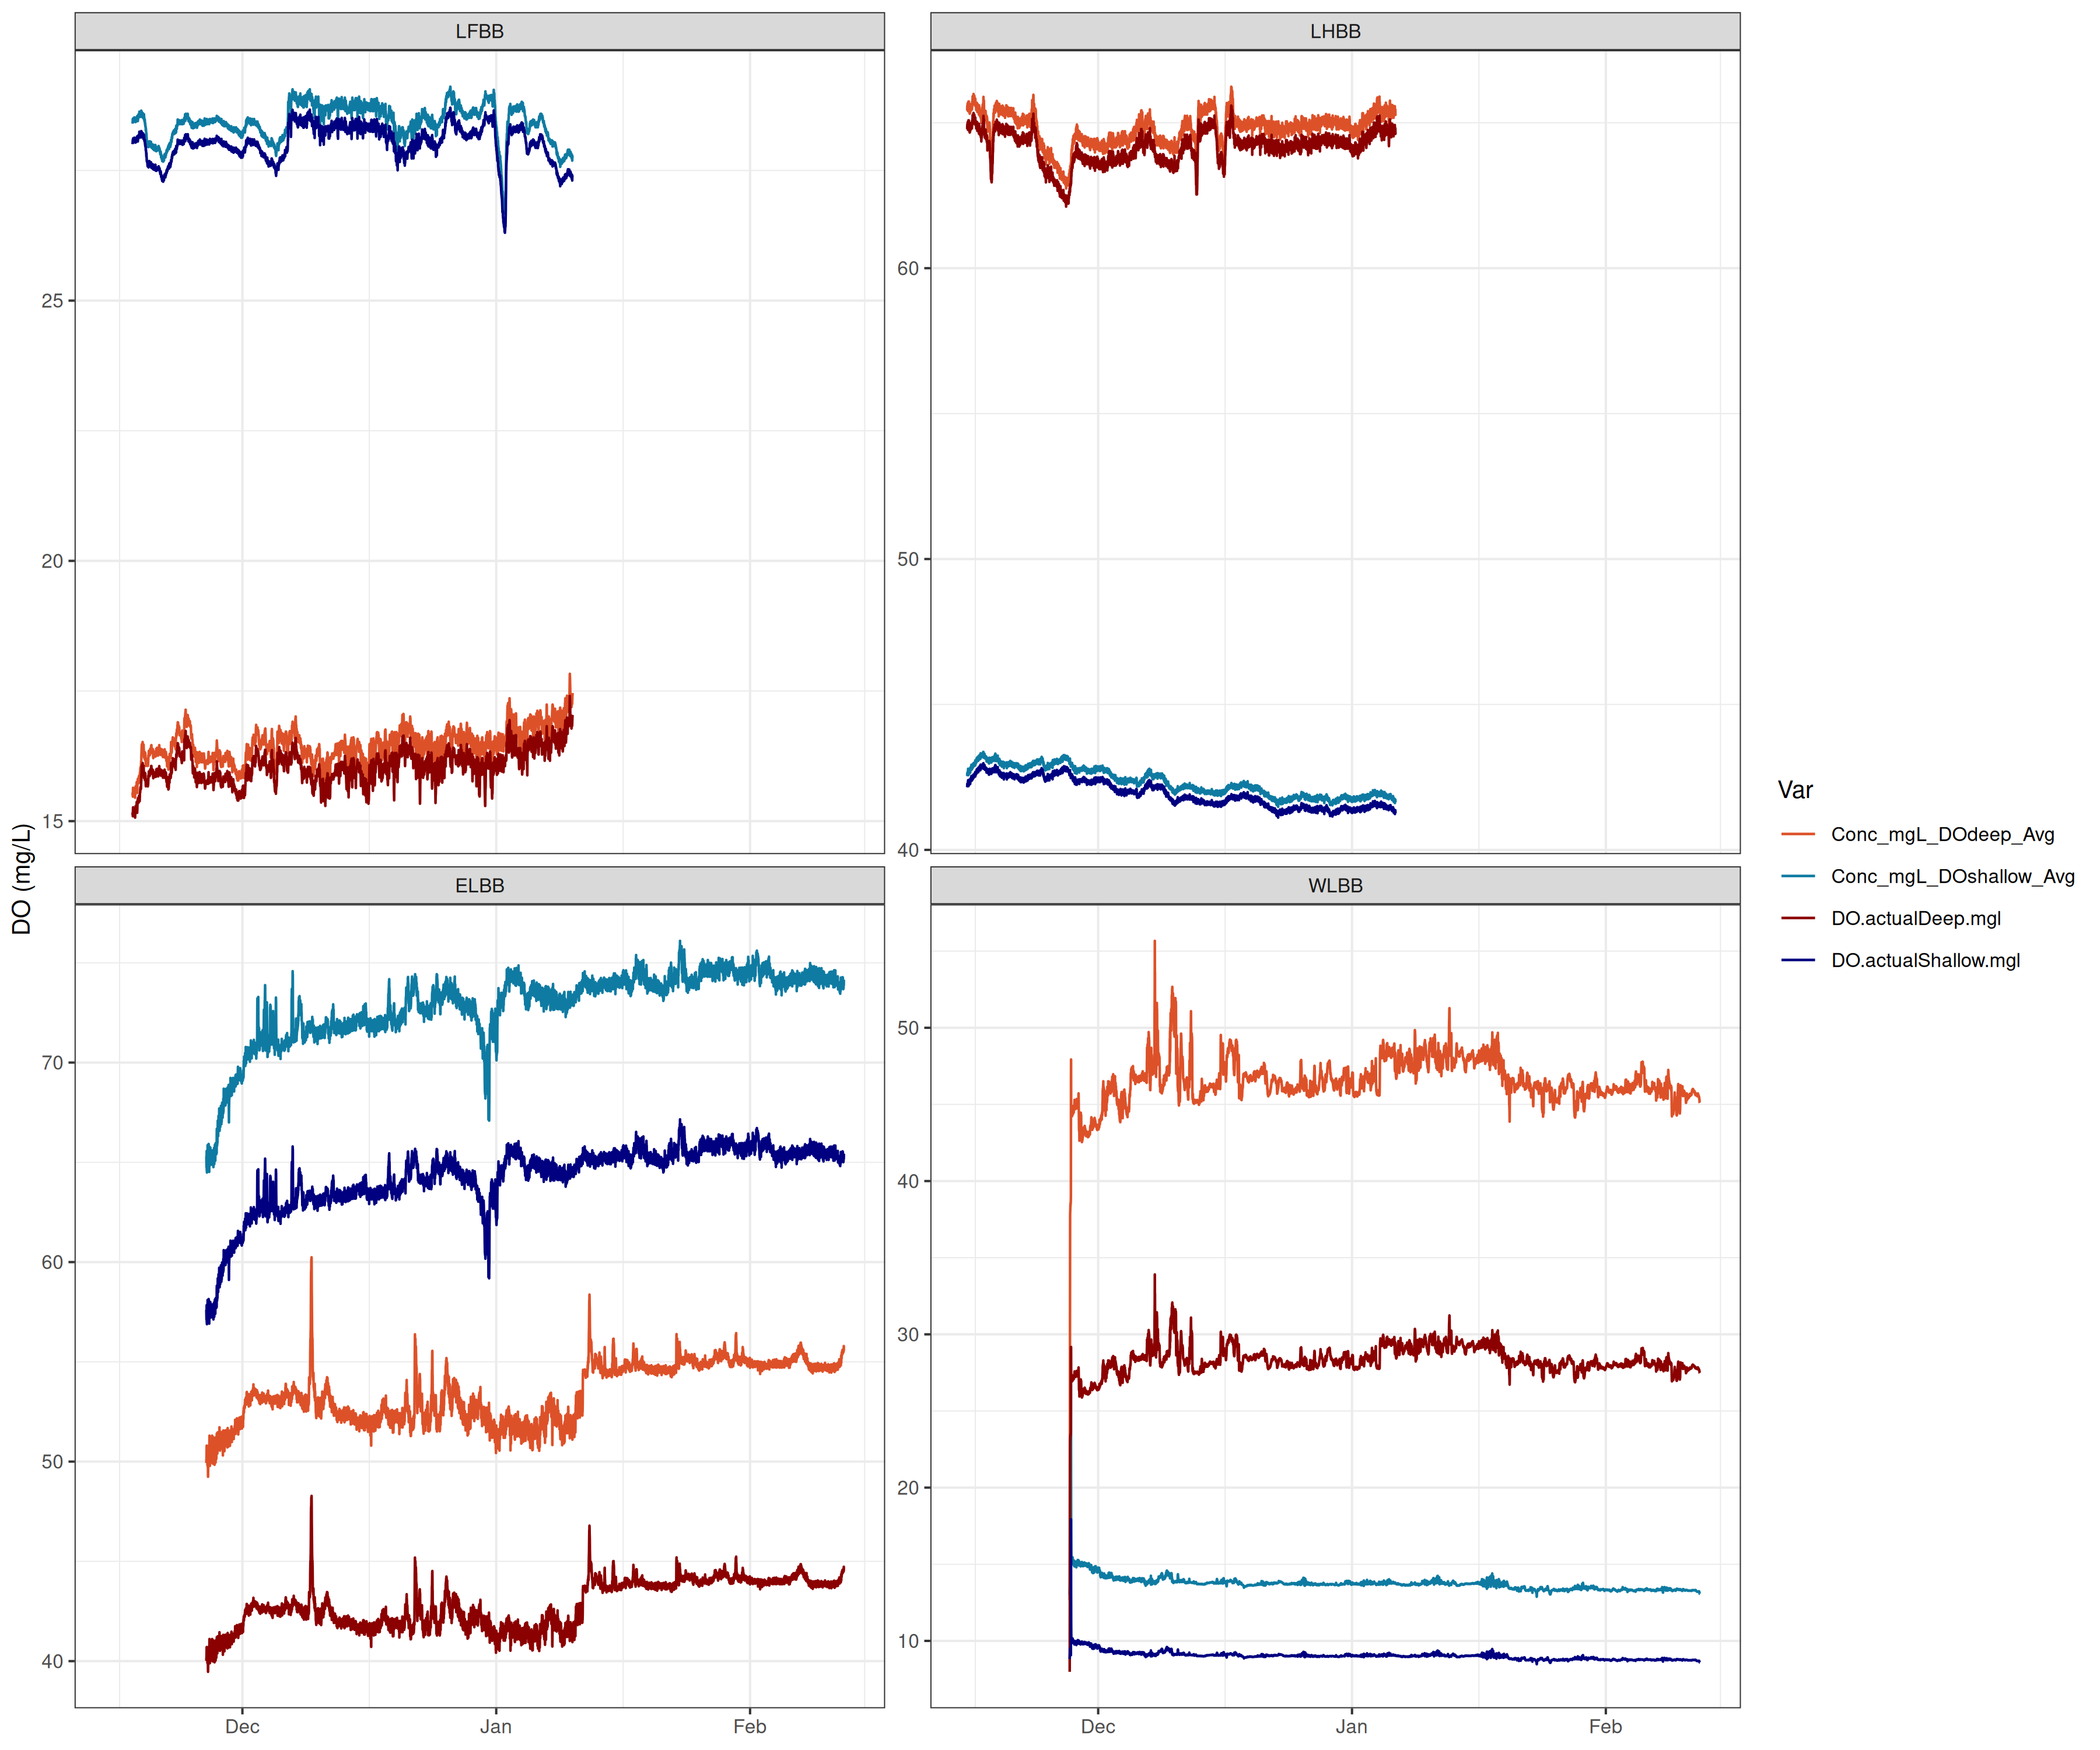 LFBB
LHBB
25
20
15
60
50
40
DO (mg/L)
ELBB
WLBB
70
60
50
40
50
40
30
20
10
Dec
Jan
Feb
Dec
Jan
Feb
Var
Conc_mgL_DOdeep_Avg
Conc_mgL_DOshallow_Avg
DO.actualDeep.mgl
DO.actualShallow.mgl